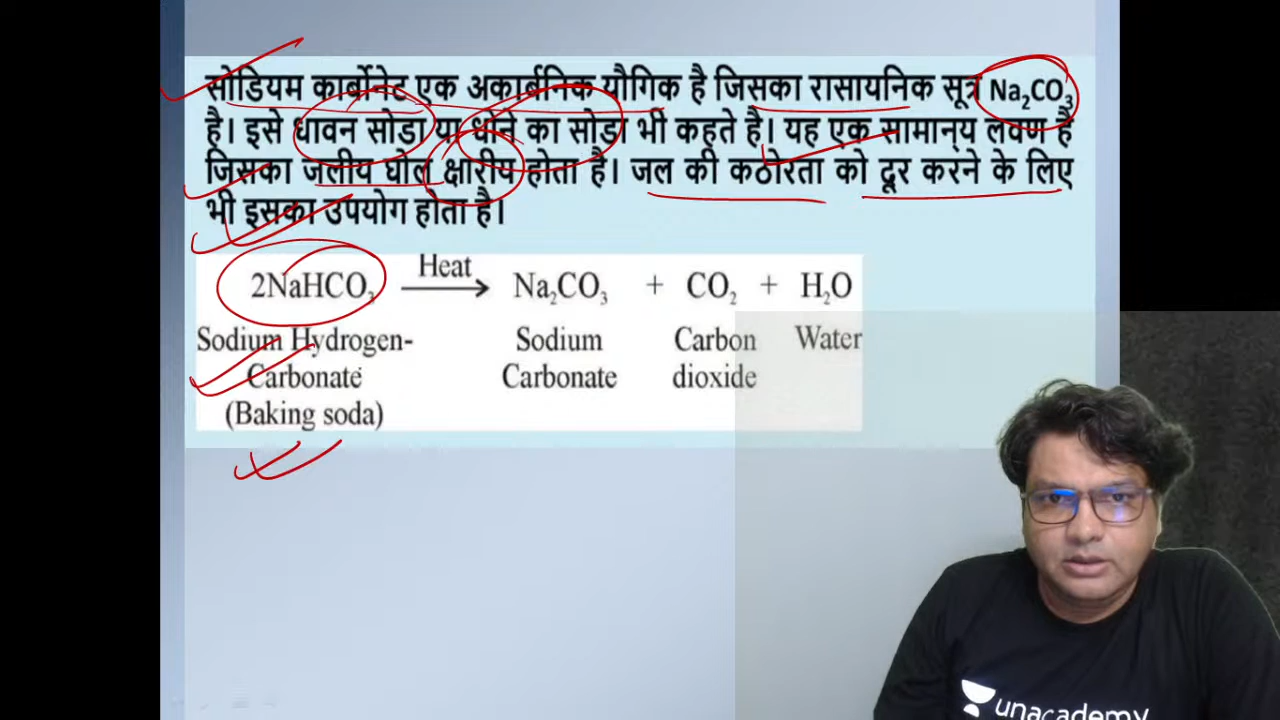 सोडियम कार्बोनेट एक अकार्बनिक यौगिक है जिसका रासायनिक सूत्र Na₂CO₃
है। इसे धावन सोडा या धोने का सोडा भी कहते है। यह एक सामान्य लवण है
जिसका जलीय घोल क्षारीय होता है। जल की कठोरता को दूर करने के लिए
भी इसका उपयोग होता है।
2NaHCO₃ Heat → Na₂CO₃ + CO₂ + H₂O
Sodium Hydrogen- Sodium Carbon Water
Carbonate Carbonate dioxide
(Baking soda)
unacademy